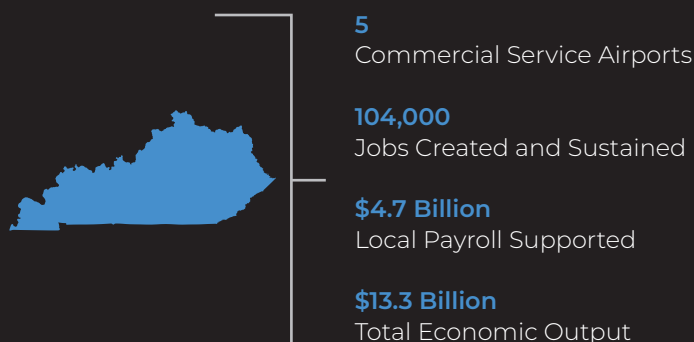 5
Commercial Service Airports
104,000
Jobs Created and Sustained
$4.7 Billion
Local Payroll Supported
$13.3 Billion
Total Economic Output